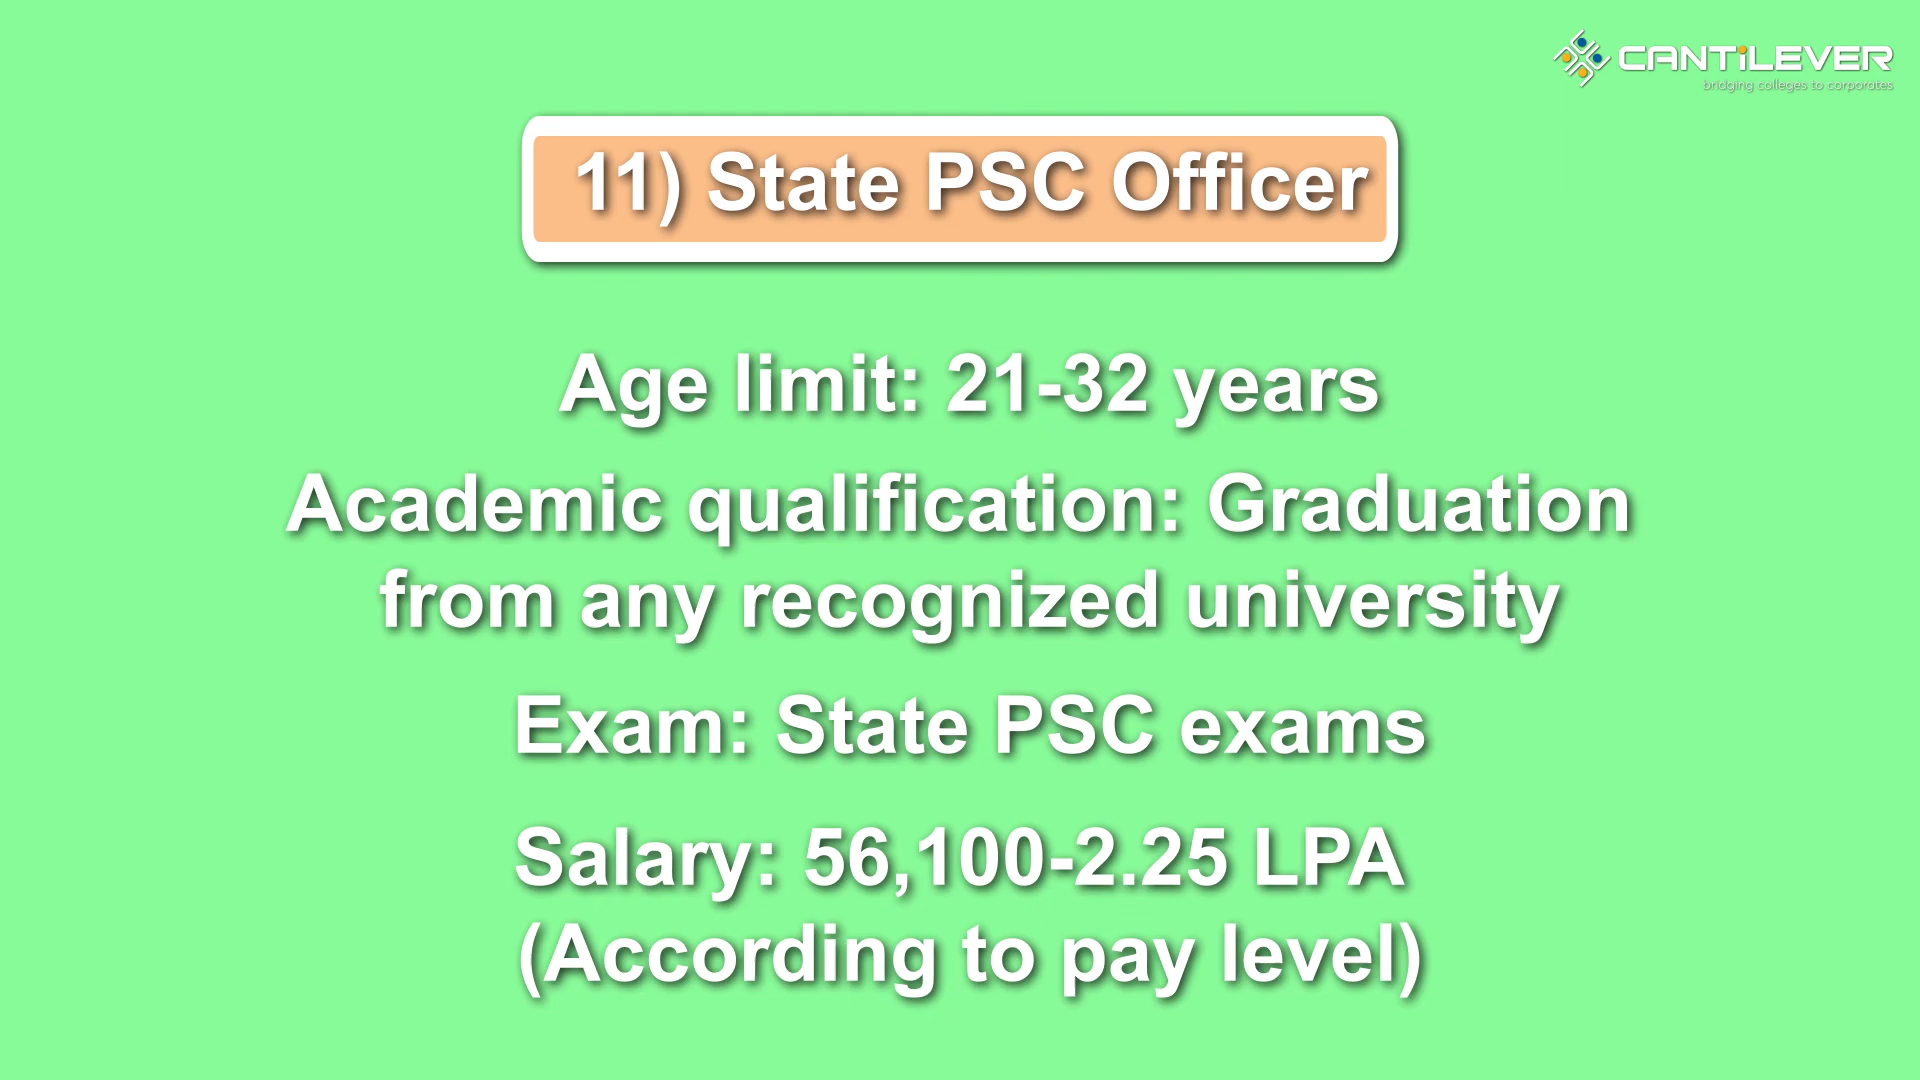 CANTiLEVER
bridging colleges to corporates
11) State PSC Officer
Age limit: 21-32 years
Academic qualification: Graduation
from any recognized university
Exam: State PSC exams
Salary: 56,100-2.25 LPA
(According to pay level)